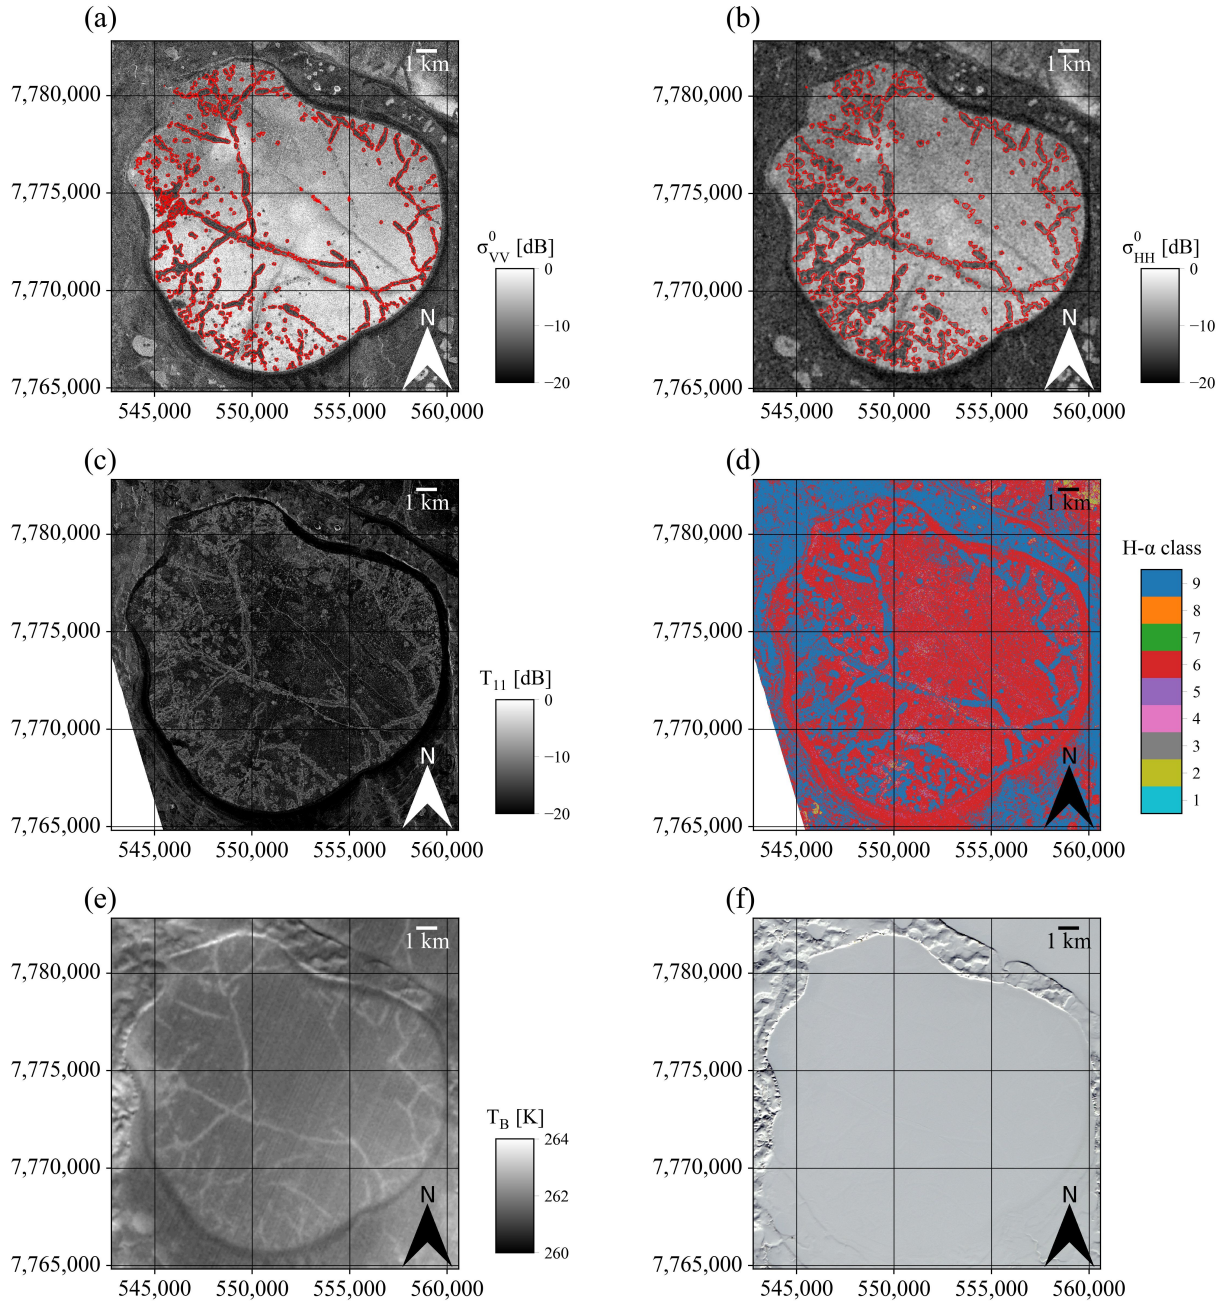 (a)
(b)
1 km
1 km
7,780,000
7,775,000
7,770,000
7,765,000
7,780,000
7,775,000
7,770,000
7,765,000
σ⁰VV [dB]
0
−10
−20
σ⁰HH [dB]
0
−10
−20
N
N
545,000 550,000 555,000 560,000
545,000 550,000 555,000 560,000
(c)
(d)
1 km
1 km
7,780,000
7,775,000
7,770,000
7,765,000
7,780,000
7,775,000
7,770,000
7,765,000
T₁₁ [dB]
0
−10
−20
H-α class
9
8
7
6
5
4
3
2
1
N
N
545,000 550,000 555,000 560,000
545,000 550,000 555,000 560,000
(e)
(f)
1 km
1 km
7,780,000
7,775,000
7,770,000
7,765,000
7,780,000
7,775,000
7,770,000
7,765,000
T_B [K]
264
262
260
N
N
545,000 550,000 555,000 560,000
545,000 550,000 555,000 560,000